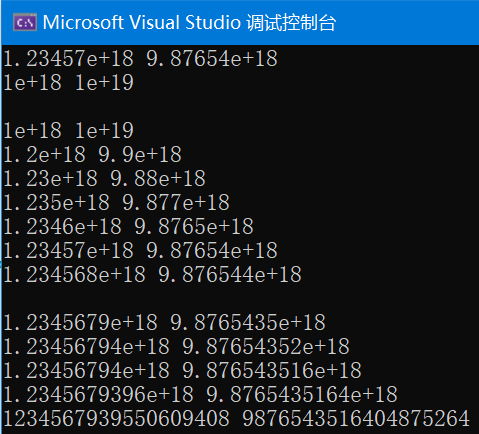 Microsoft Visual Studio 调试控制台
1.23457e+18 9.87654e+18
1e+18 1e+19
1e+18 1e+19
1.2e+18 9.9e+18
1.23e+18 9.88e+18
1.235e+18 9.877e+18
1.2346e+18 9.8765e+18
1.23457e+18 9.87654e+18
1.234568e+18 9.876544e+18
1.2345679e+18 9.8765435e+18
1.23456794e+18 9.87654352e+18
1.234567940e+18 9.876543516e+18
1.2345679396e+18 9.8765435164e+18
1234567939550609408 9876543516404875264